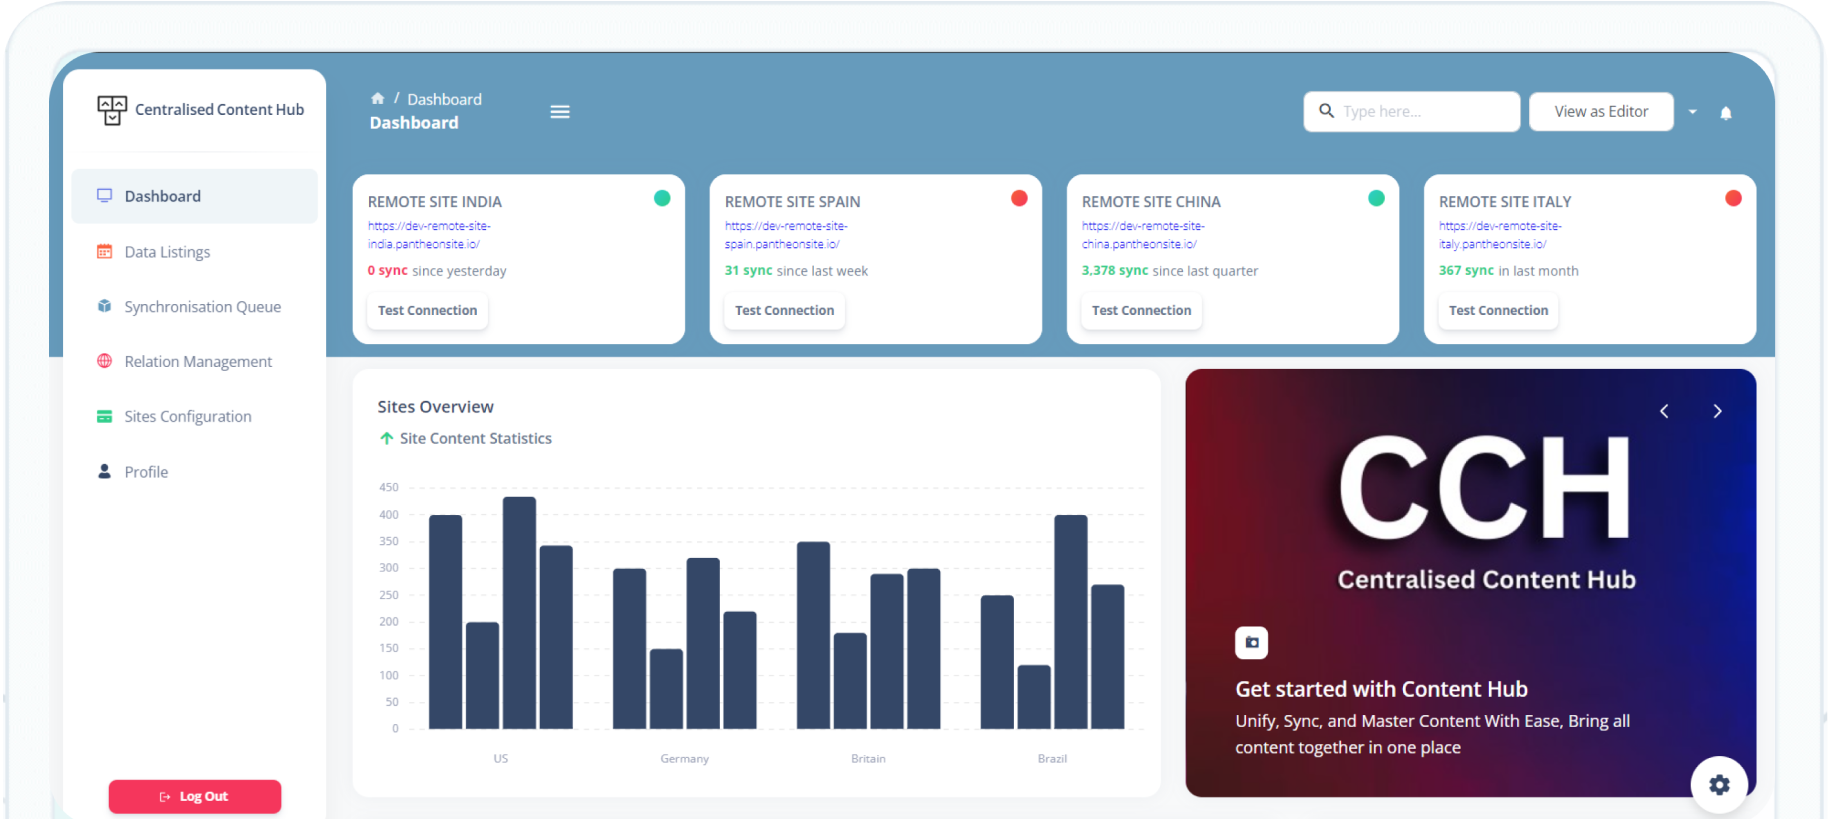 Centralised Content Hub
Dashboard
Data Listings
Synchronisation Queue
Relation Management
Sites Configuration
Profile
Log Out
/ Dashboard
Dashboard
Type here...
View as Editor
REMOTE SITE INDIA
https://dev-remote-site-
india.pantheonsite.io/
0 sync since yesterday
Test Connection
REMOTE SITE SPAIN
https://dev-remote-site-
spain.pantheonsite.io/
31 sync since last week
Test Connection
REMOTE SITE CHINA
https://dev-remote-site-
china.pantheonsite.io/
3,378 sync since last quarter
Test Connection
REMOTE SITE ITALY
https://dev-remote-site-
italy.pantheonsite.io/
367 sync in last month
Test Connection
Sites Overview
Site Content Statistics
450
400
350
300
250
200
150
100
50
0
US
Germany
Britain
Brazil
CCH
Centralised Content Hub
Get started with Content Hub
Unify, Sync, and Master Content With Ease, Bring all
content together in one place